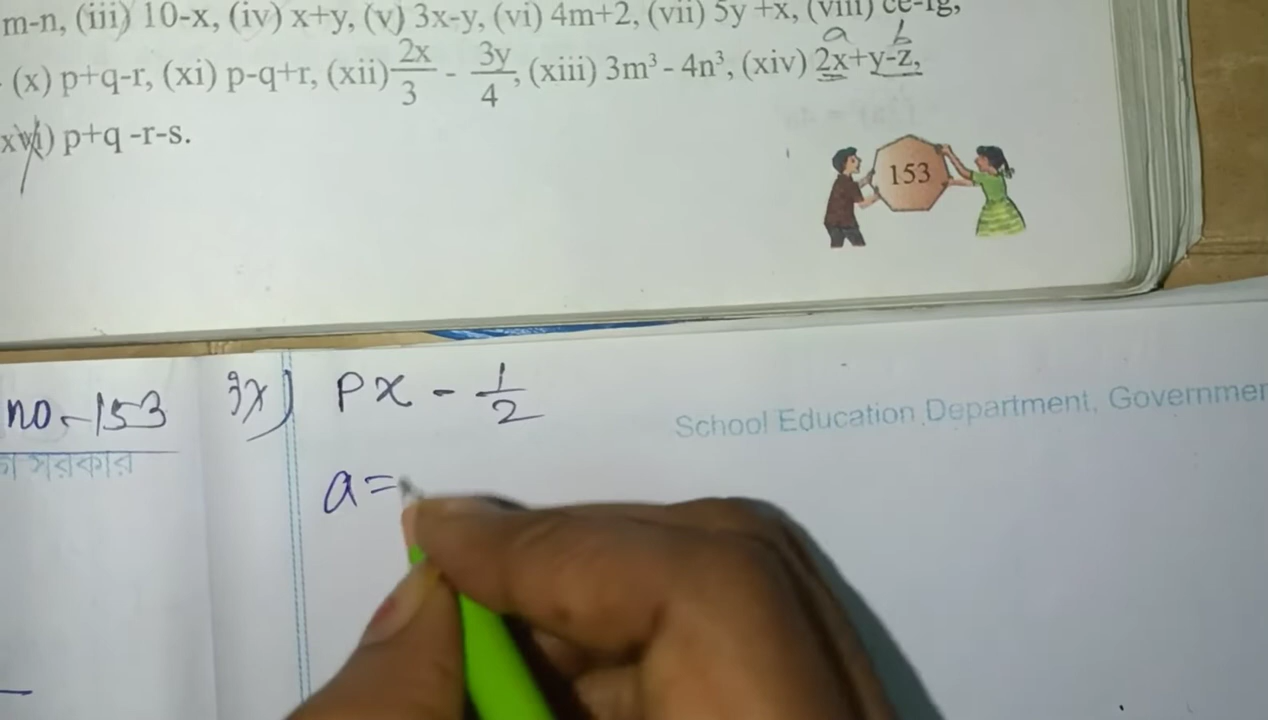 m-n, (iii) 10-x, (iv) x+y, (v) 3x-y, (vi) 4m+2, (vii) 5y +x, (viii) ce-fg,
a b
(x) p+q-r, (xi) p-q+r, (xii) 2x/3 - 3y/4, (xiii) 3m³ - 4n³, (xiv) 2x+y-z,
xvi) p+q -r-s.
153
no-153 ix) px - 1/2
School Education Department, Governmen
সরকার
a=